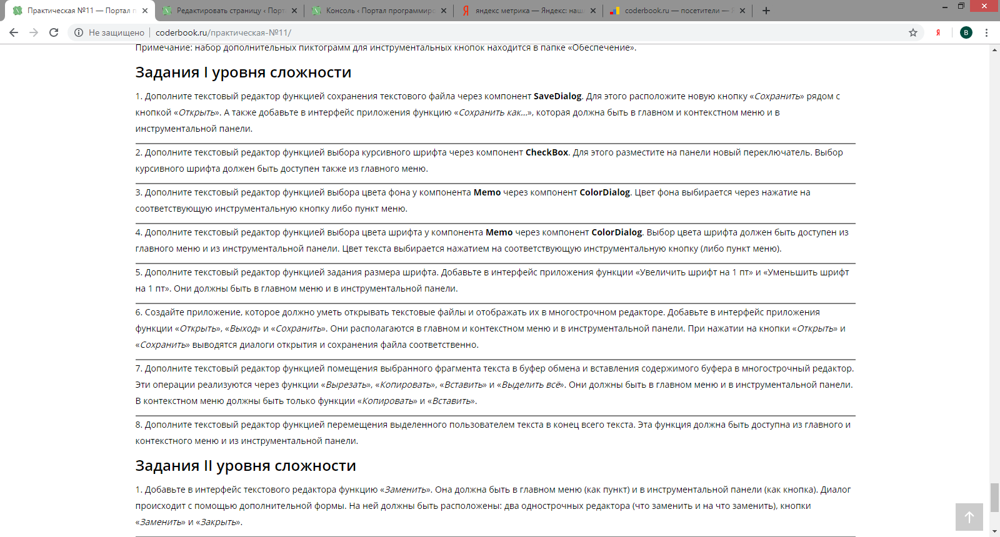 Практическая №11 — Портал п
Редактировать страницу ‹ Порт
Консоль ‹ Портал программирс
яндекс метрика — Яндекс: наш
coderbook.ru — посетители — Я
Не защищено
coderbook.ru/практическая-№11/
Я
B
Примечание: набор дополнительных пиктограмм для инструментальных кнопок находится в папке «Обеспечение».
Задания I уровня сложности
1. Дополните текстовый редактор функцией сохранения текстового файла через компонент SaveDialog. Для этого расположите новую кнопку «Сохранить» рядом с
кнопкой «Открыть». А также добавьте в интерфейс приложения функцию «Сохранить как...», которая должна быть в главном и контекстном меню и в
инструментальной панели.
2. Дополните текстовый редактор функцией выбора курсивного шрифта через компонент CheckBox. Для этого разместите на панели новый переключатель. Выбор
курсивного шрифта должен быть доступен также из главного меню.
3. Дополните текстовый редактор функцией выбора цвета фона у компонента Memo через компонент ColorDialog. Цвет фона выбирается через нажатие на
соответствующую инструментальную кнопку либо пункт меню.
4. Дополните текстовый редактор функцией выбора цвета шрифта у компонента Memo через компонент ColorDialog. Выбор цвета шрифта должен быть доступен из
главного меню и из инструментальной панели. Цвет текста выбирается нажатием на соответствующую инструментальную кнопку (либо пункт меню).
5. Дополните текстовый редактор функцией задания размера шрифта. Добавьте в интерфейс приложения функции «Увеличить шрифт на 1 пт» и «Уменьшить шрифт
на 1 пт». Они должны быть в главном меню и в инструментальной панели.
6. Создайте приложение, которое должно уметь открывать текстовые файлы и отображать их в многострочном редакторе. Добавьте в интерфейс приложения
функции «Открыть», «Выход» и «Сохранить». Они располагаются в главном и контекстном меню и в инструментальной панели. При нажатии на кнопки «Открыть» и
«Сохранить» выводятся диалоги открытия и сохранения файла соответственно.
7. Дополните текстовый редактор функцией помещения выбранного фрагмента текста в буфер обмена и вставления содержимого буфера в многострочный редактор.
Эти операции реализуются через функции «Вырезать», «Копировать», «Вставить» и «Выделить всё». Они должны быть в главном меню и в инструментальной панели.
В контекстном меню должны быть только функции «Копировать» и «Вставить».
8. Дополните текстовый редактор функцией перемещения выделенного пользователем текста в конец всего текста. Эта функция должна быть доступна из главного и
контекстного меню и из инструментальной панели.
Задания II уровня сложности
1. Добавьте в интерфейс текстового редактора функцию «Заменить». Она должна быть в главном меню (как пункт) и в инструментальной панели (как кнопка). Диалог
происходит с помощью дополнительной формы. На ней должны быть расположены: два однострочных редактора (что заменить и на что заменить), кнопки
«Заменить» и «Закрыть».